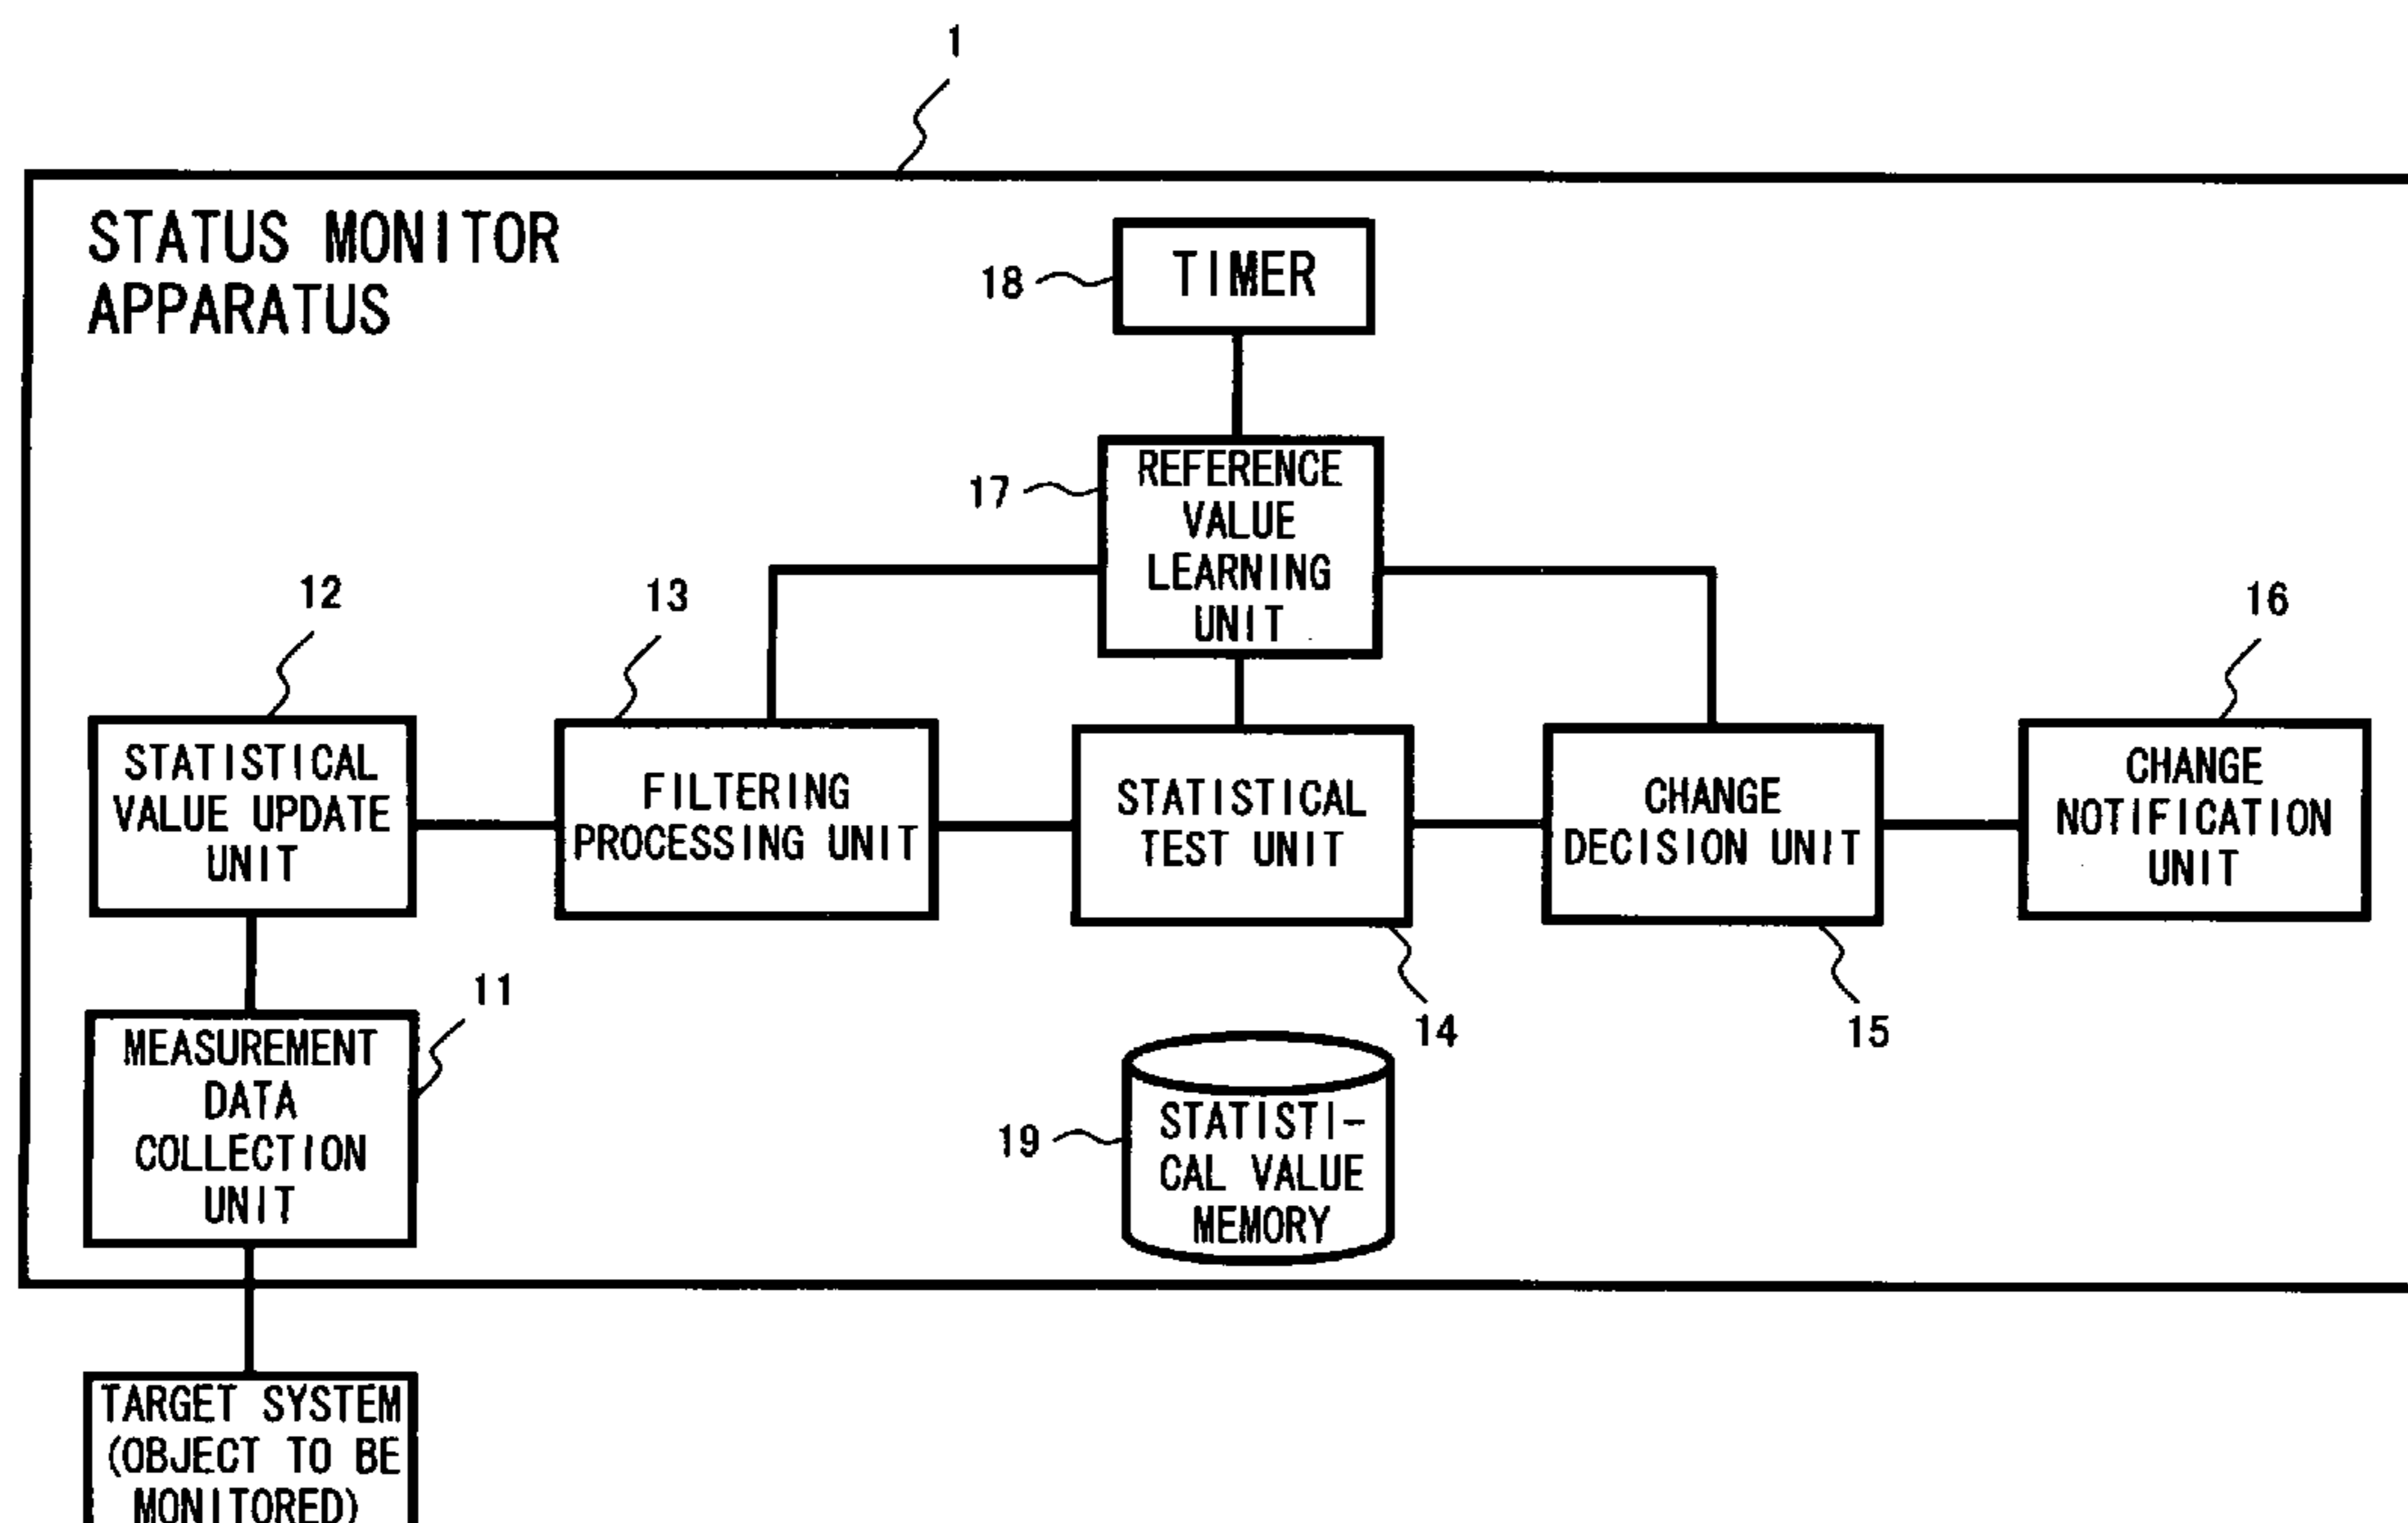 1
STATUS MONITOR
APPARATUS
18
TIMER
17
REFERENCE
VALUE
LEARNING
UNIT
12
13
16
STATISTICAL
VALUE UPDATE
UNIT
FILTERING
PROCESSING UNIT
STATISTICAL
TEST UNIT
CHANGE
DECISION UNIT
CHANGE
NOTIFICATION
UNIT
11
14
15
MEASUREMENT
DATA
COLLECTION
UNIT
19
STATISTI-
CAL VALUE
MEMORY
TARGET SYSTEM
(OBJECT TO BE
MONITORED)